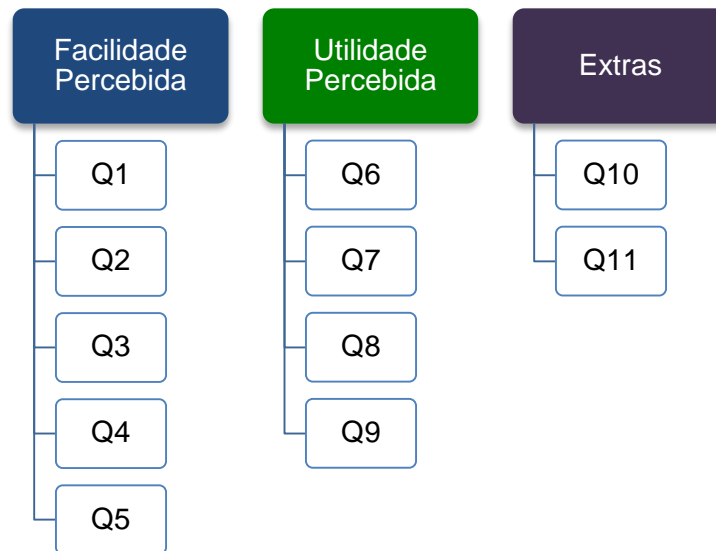 Facilidade
Percebida
Q1
Q2
Q3
Q4
Q5
Utilidade
Percebida
Q6
Q7
Q8
Q9
Extras
Q10
Q11